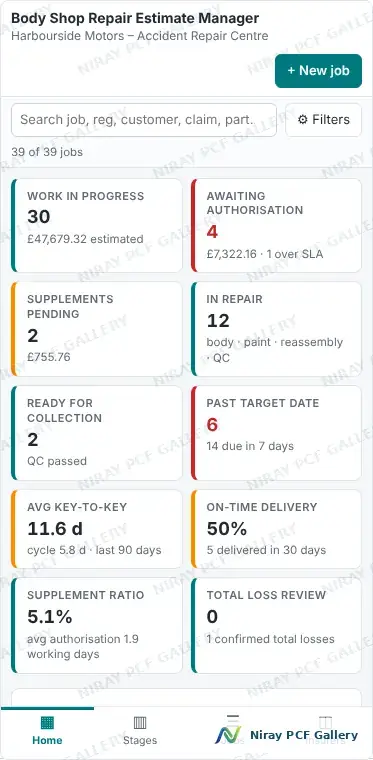 Body Shop Repair Estimate Manager
Harbourside Motors – Accident Repair Centre
+ New job
Search job, reg, customer, claim, part.
⚙ Filters
39 of 39 jobs
WORK IN PROGRESS
30
£47,679.32 estimated
AWAITING
AUTHORISATION
4
£7,322.16 · 1 over SLA
SUPPLEMENTS
PENDING
2
£755.76
IN REPAIR
12
body · paint · reassembly
· QC
READY FOR
COLLECTION
2
QC passed
PAST TARGET DATE
6
14 due in 7 days
AVG KEY-TO-KEY
11.6 d
cycle 5.8 d · last 90 days
ON-TIME DELIVERY
50%
5 delivered in 30 days
SUPPLEMENT RATIO
5.1%
avg authorisation 1.9
working days
TOTAL LOSS REVIEW
0
1 confirmed total losses
Home
Stages
Niray PCF Gallery
NIRAY PCF GALLERY